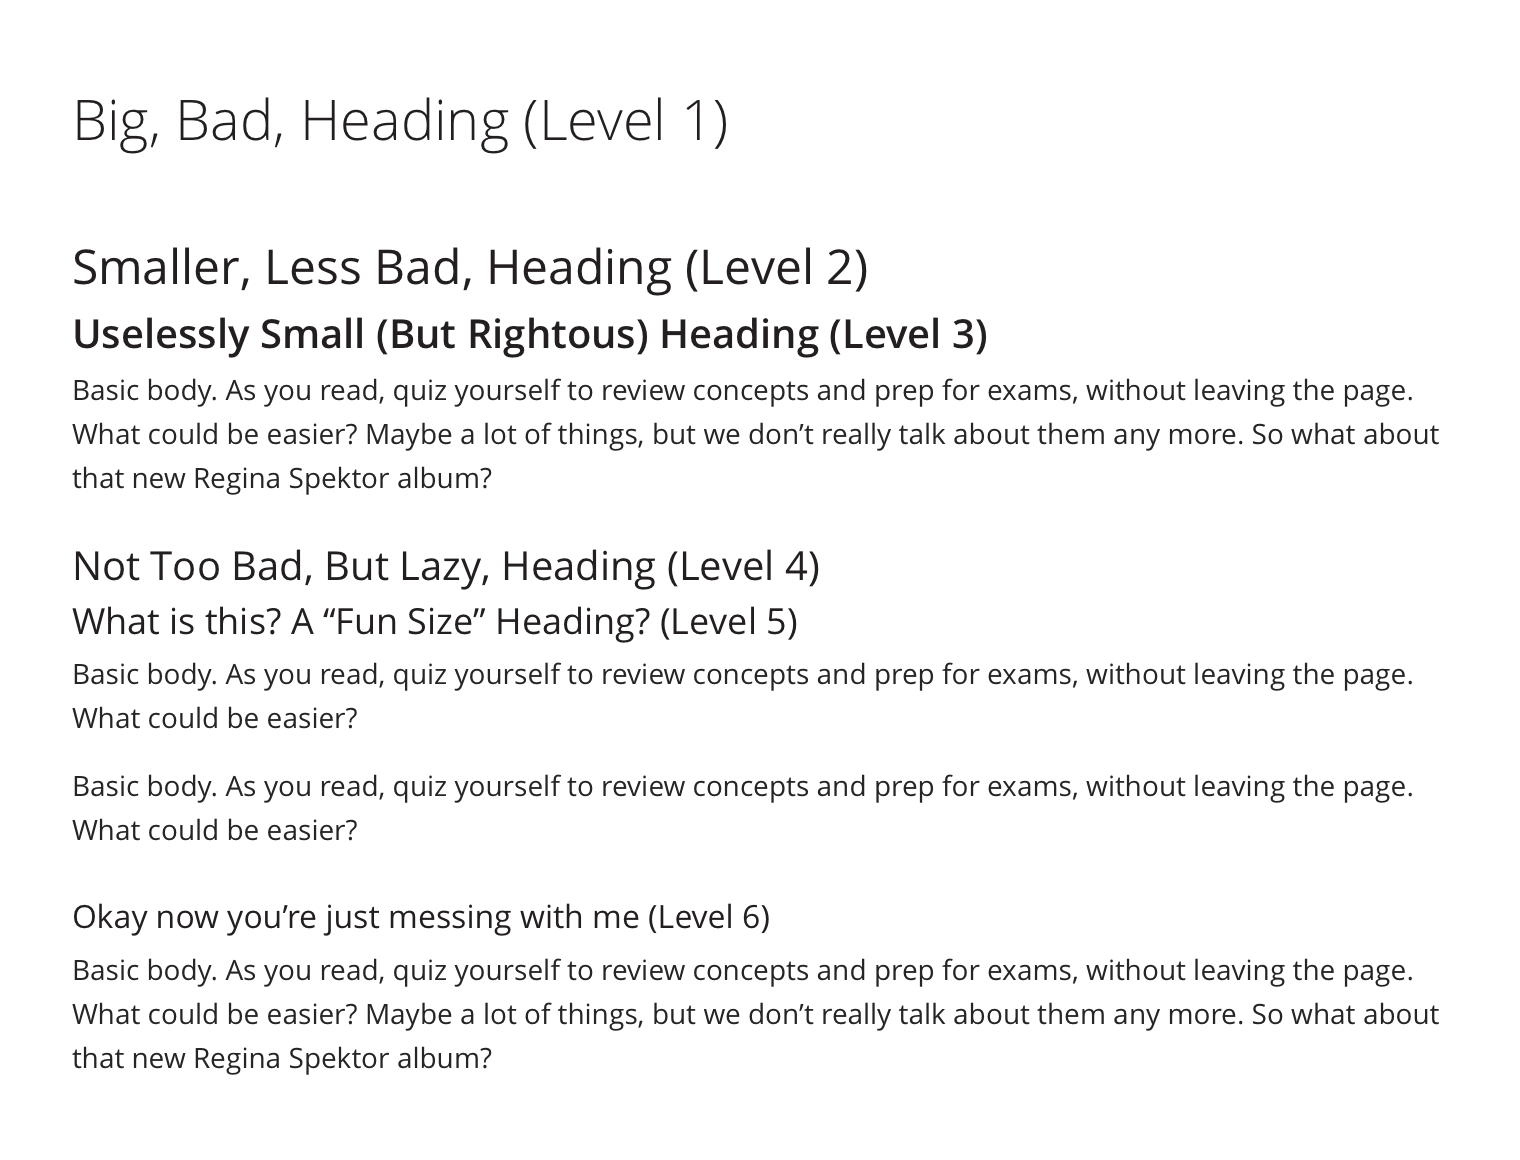 Big, Bad, Heading (Level 1)
Smaller, Less Bad, Heading (Level 2)
Uselessly Small (But Rightous) Heading (Level 3)
Basic body. As you read, quiz yourself to review concepts and prep for exams, without leaving the page.
What could be easier? Maybe a lot of things, but we don’t really talk about them any more. So what about
that new Regina Spektor album?
Not Too Bad, But Lazy, Heading (Level 4)
What is this? A “Fun Size” Heading? (Level 5)
Basic body. As you read, quiz yourself to review concepts and prep for exams, without leaving the page.
What could be easier?
Basic body. As you read, quiz yourself to review concepts and prep for exams, without leaving the page.
What could be easier?
Okay now you’re just messing with me (Level 6)
Basic body. As you read, quiz yourself to review concepts and prep for exams, without leaving the page.
What could be easier? Maybe a lot of things, but we don’t really talk about them any more. So what about
that new Regina Spektor album?